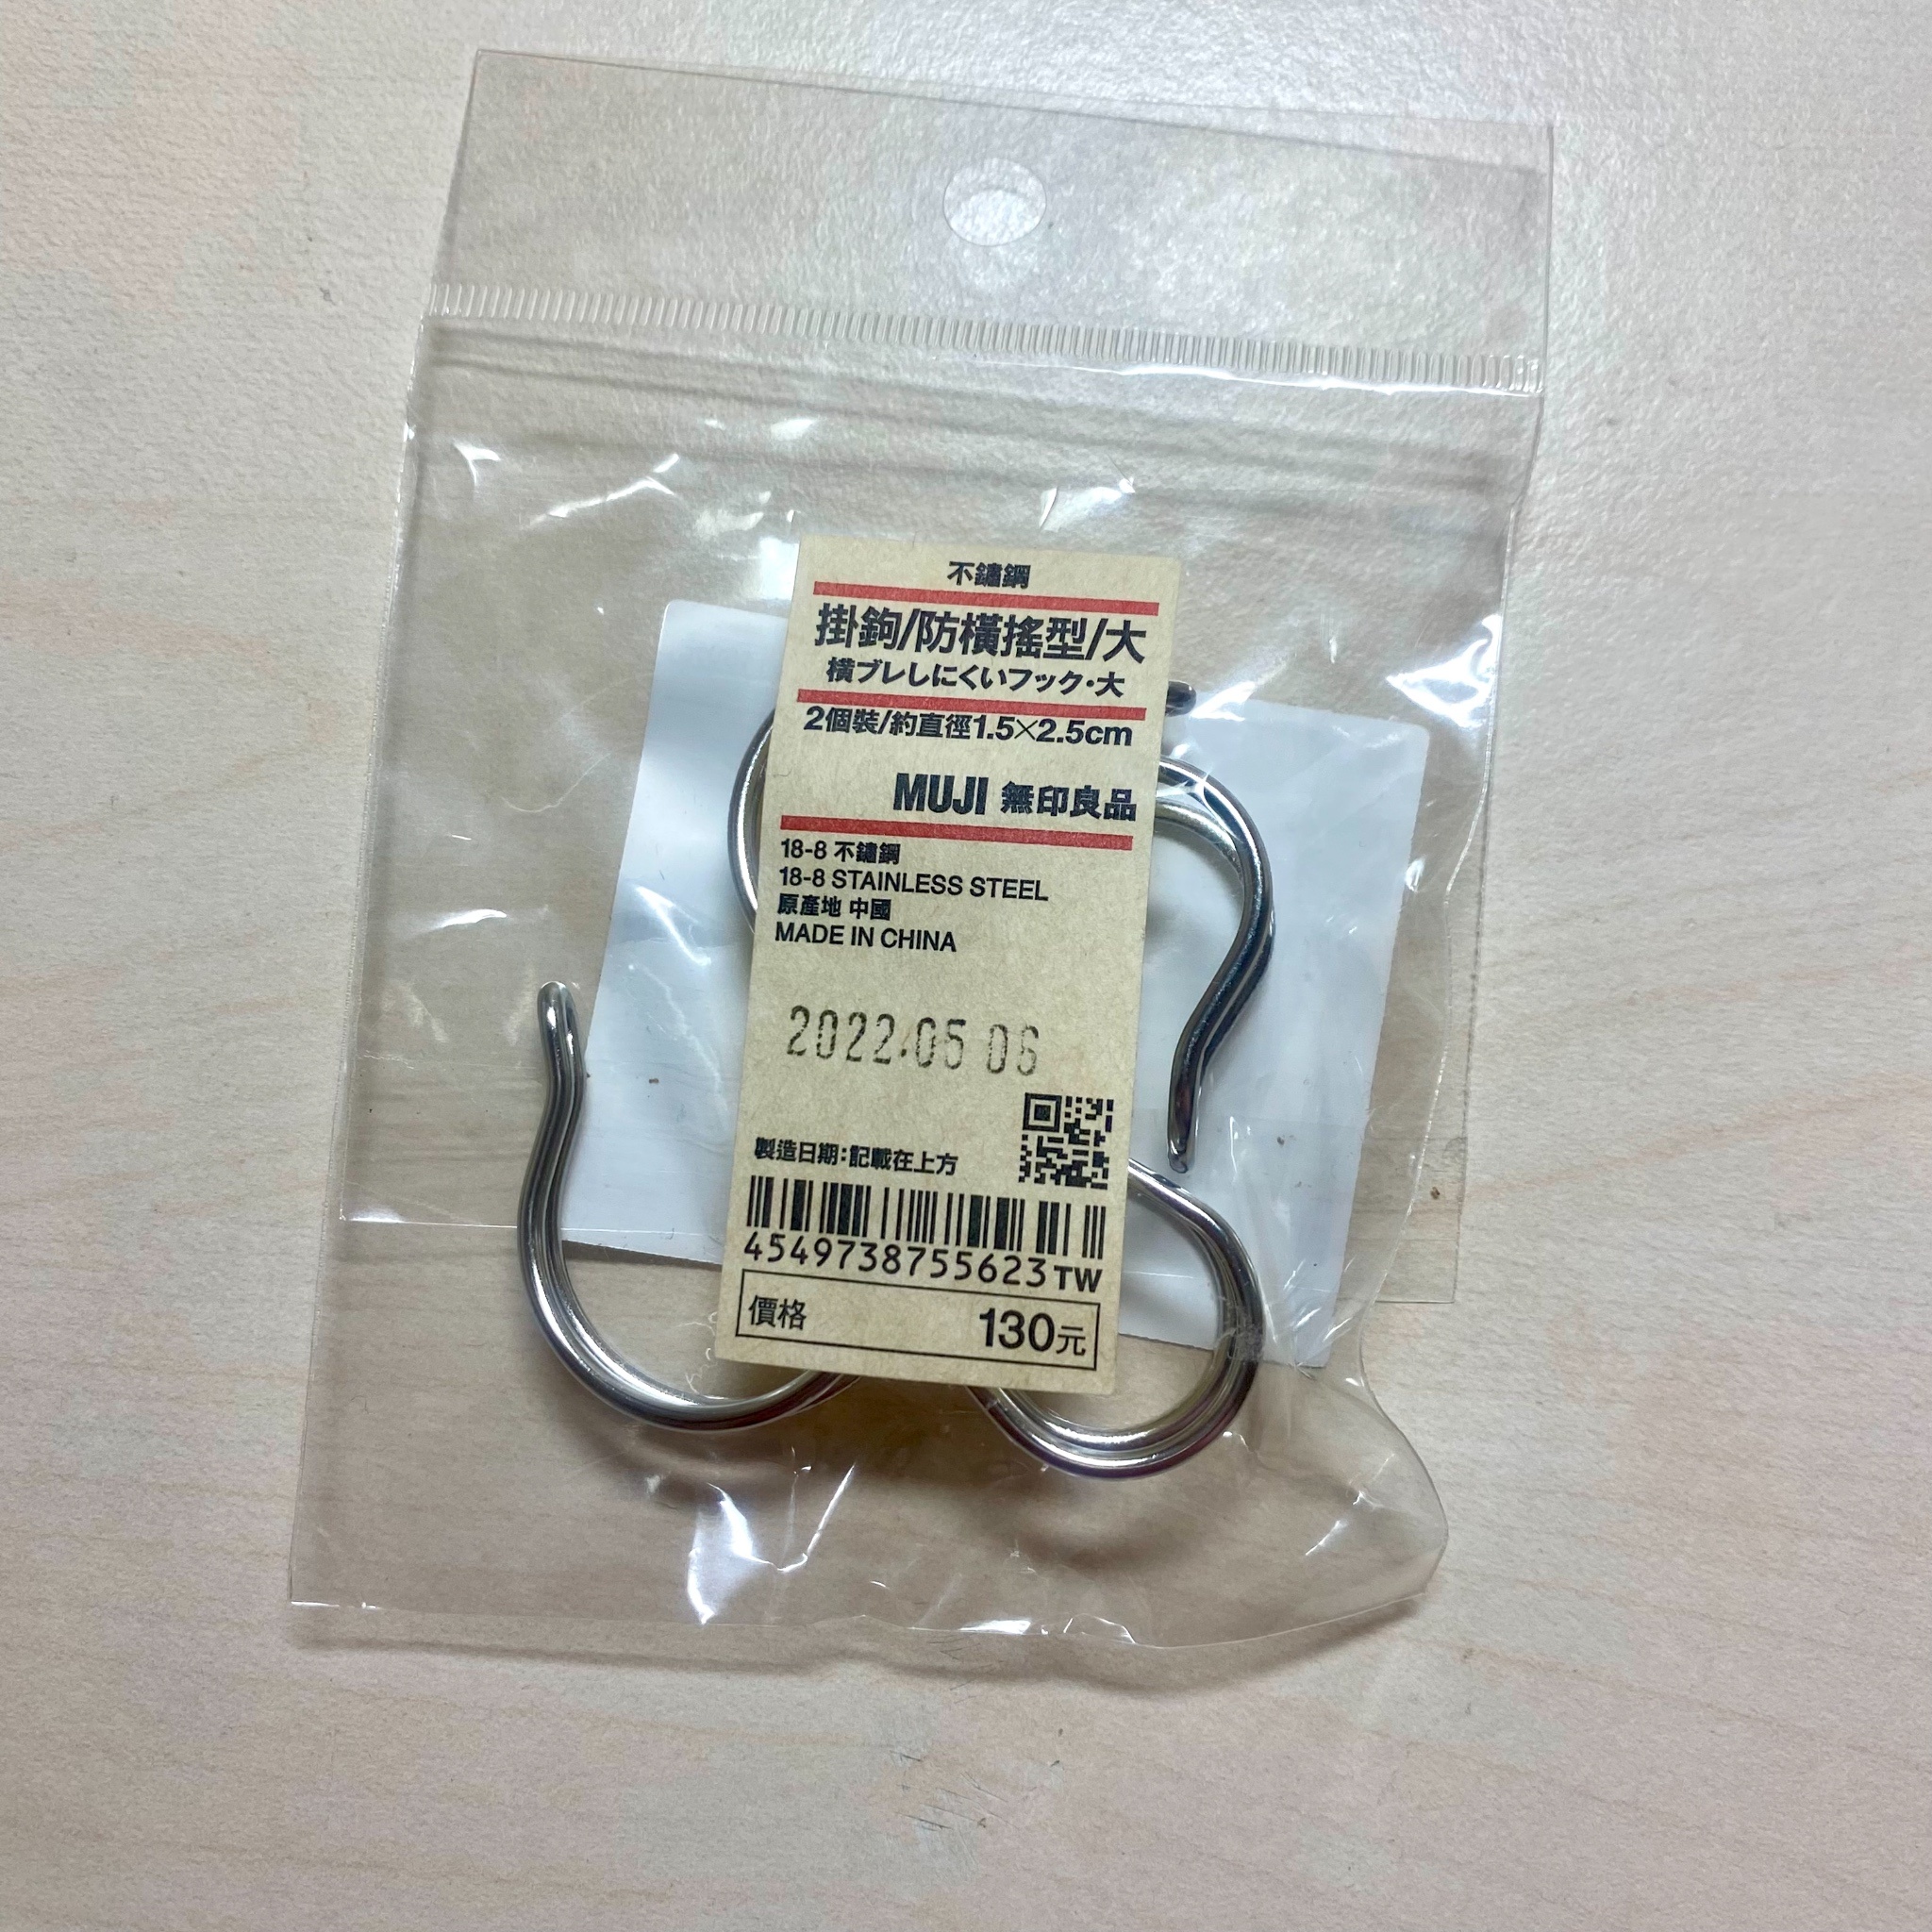 不鏽鋼
掛鉤/防橫搖型/大
横ブレしにくいフック・大
2個裝/約直徑1.5×2.5cm
MUJI 無印良品
18-8 不鏽鋼
18-8 STAINLESS STEEL
原產地 中國
MADE IN CHINA
2022.05 06
製造日期：記載在上方
4549738755623TW
價格 130元